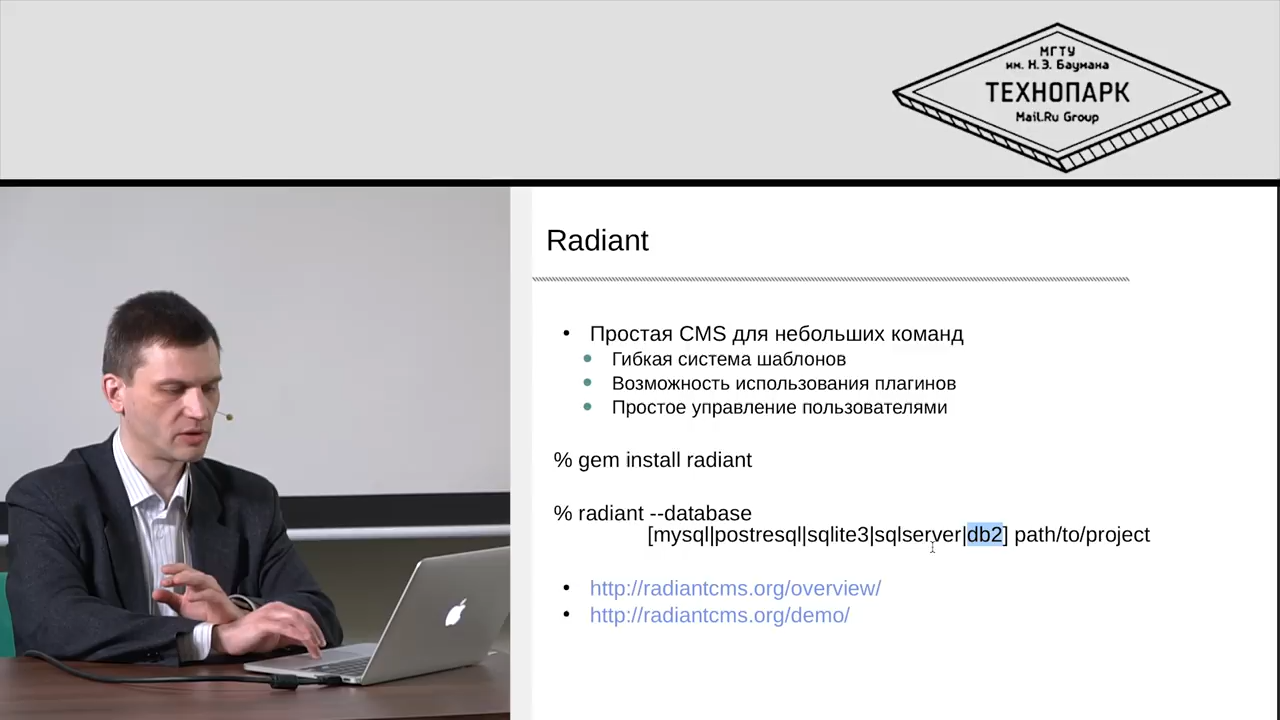 МГТУ
им. Н.Э. Баумана
ТЕХНОПАРК
Mail.Ru Group
Radiant
• Простая CMS для небольших команд
• Гибкая система шаблонов
• Возможность использования плагинов
• Простое управление пользователями
% gem install radiant
% radiant --database
[mysql|postresql|sqlite3|sqlserver|db2] path/to/project
• http://radiantcms.org/overview/
• http://radiantcms.org/demo/